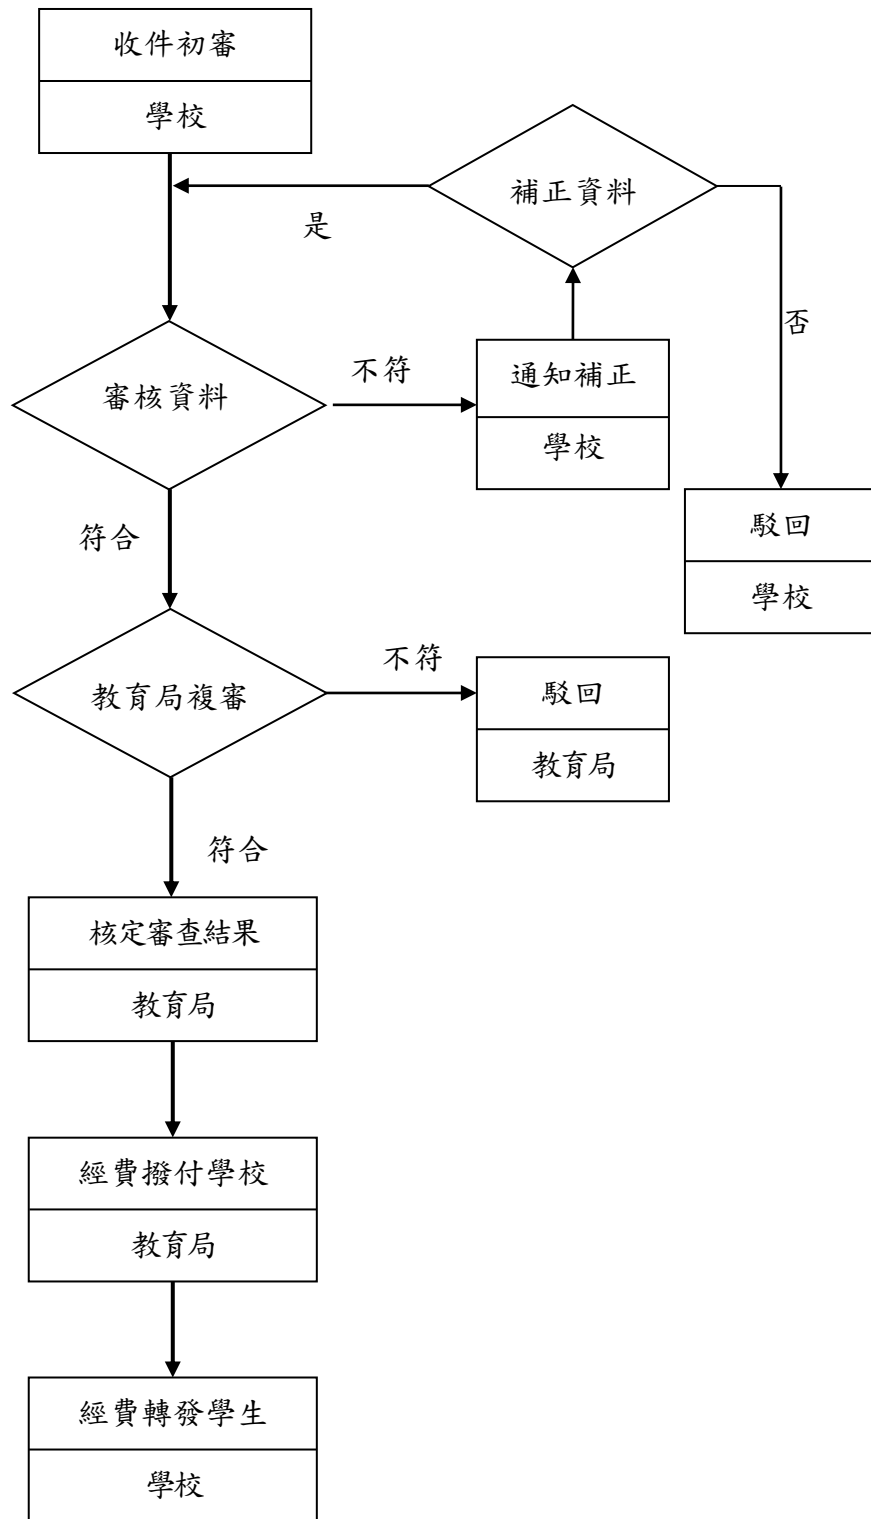 收件初審
學校
補正資料
是
否
審核資料
不符
通知補正
學校
符合
駁回
學校
教育局複審
不符
駁回
教育局
符合
核定審查結果
教育局
經費撥付學校
教育局
經費轉發學生
學校